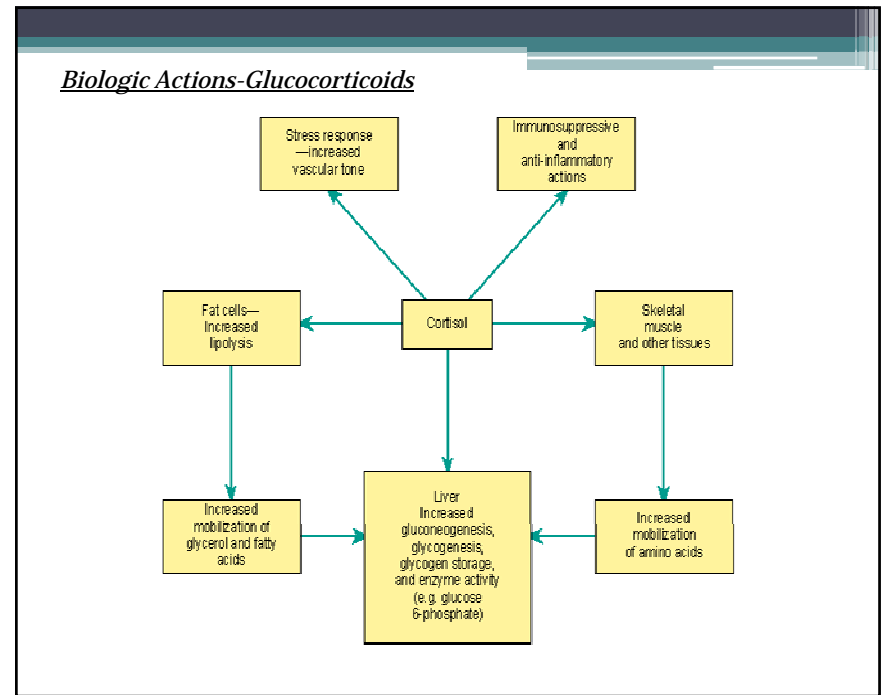 Biologic Actions-Glucocorticoids
Stress response
—increased
vascular tone
Immunosuppressive
and
anti-inflammatory
actions
Fat cells—
Increased
lipolysis
Cortisol
Skeletal
muscle
and other tissues
Increased
mobilization of
glycerol and fatty
acids
Liver
Increased
gluconeogenesis,
glycogenesis,
glycogen storage,
and enzyme activity
(e.g. glucose
6-phosphate)
Increased
mobilization
of amino acids